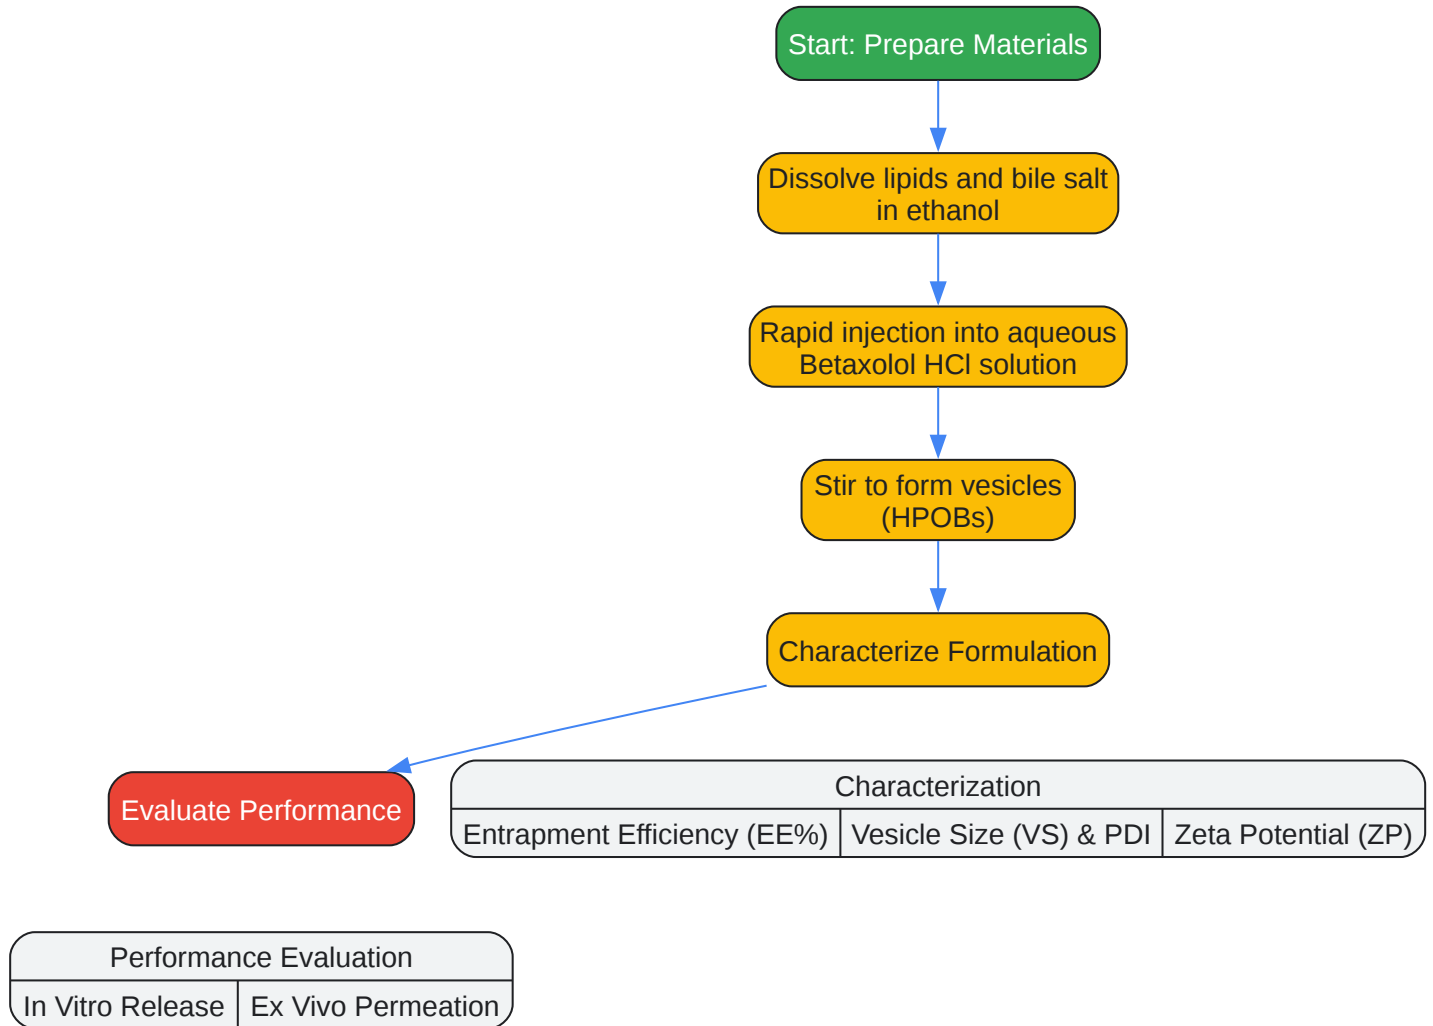 Start: Prepare Materials
Dissolve lipids and bile salt
in ethanol
Rapid injection into aqueous
Betaxolol HCl solution
Stir to form vesicles
(HPOBs)
Characterize Formulation
Evaluate Performance
Characterization
Entrapment Efficiency (EE%)
Vesicle Size (VS) & PDI
Zeta Potential (ZP)
Performance Evaluation
In Vitro Release
Ex Vivo Permeation